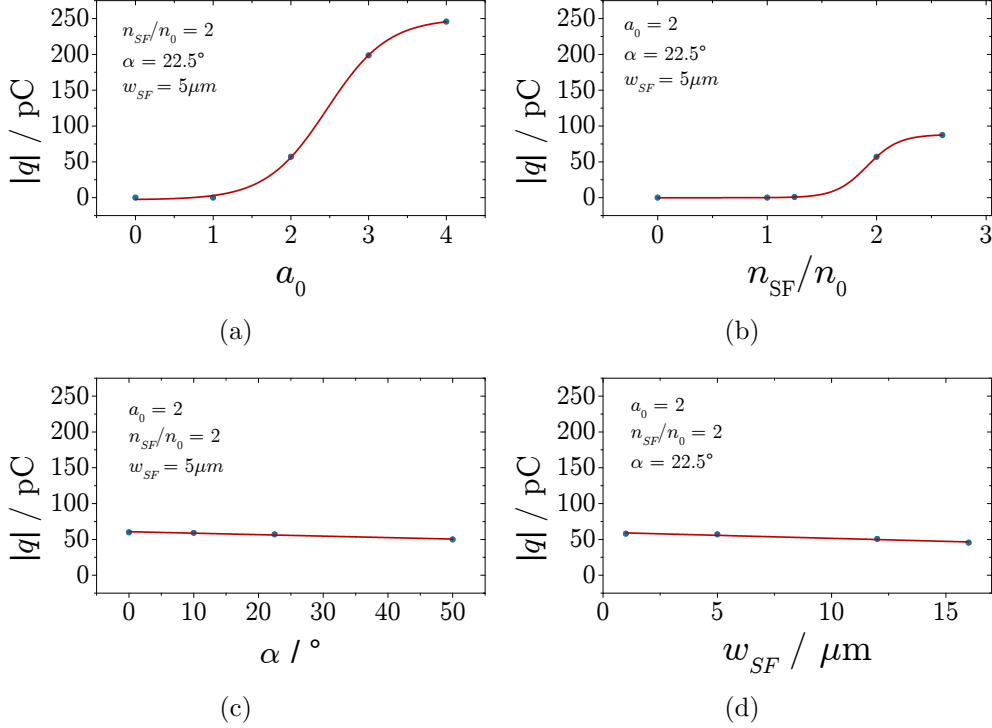 250
200
150
100
50
0
|q| / pC
n_SF/n_0 = 2
α = 22.5°
w_SF = 5μm
0 1 2 3 4
a_0
(a)
250
200
150
100
50
0
|q| / pC
a_0 = 2
α = 22.5°
w_SF = 5μm
0 1 2 3
n_SF/n_0
(b)
250
200
150
100
50
0
|q| / pC
a_0 = 2
n_SF/n_0 = 2
w_SF = 5μm
0 10 20 30 40 50
α / °
(c)
250
200
150
100
50
0
|q| / pC
a_0 = 2
n_SF/n_0 = 2
α = 22.5°
5 10 15
w_SF / μm
(d)